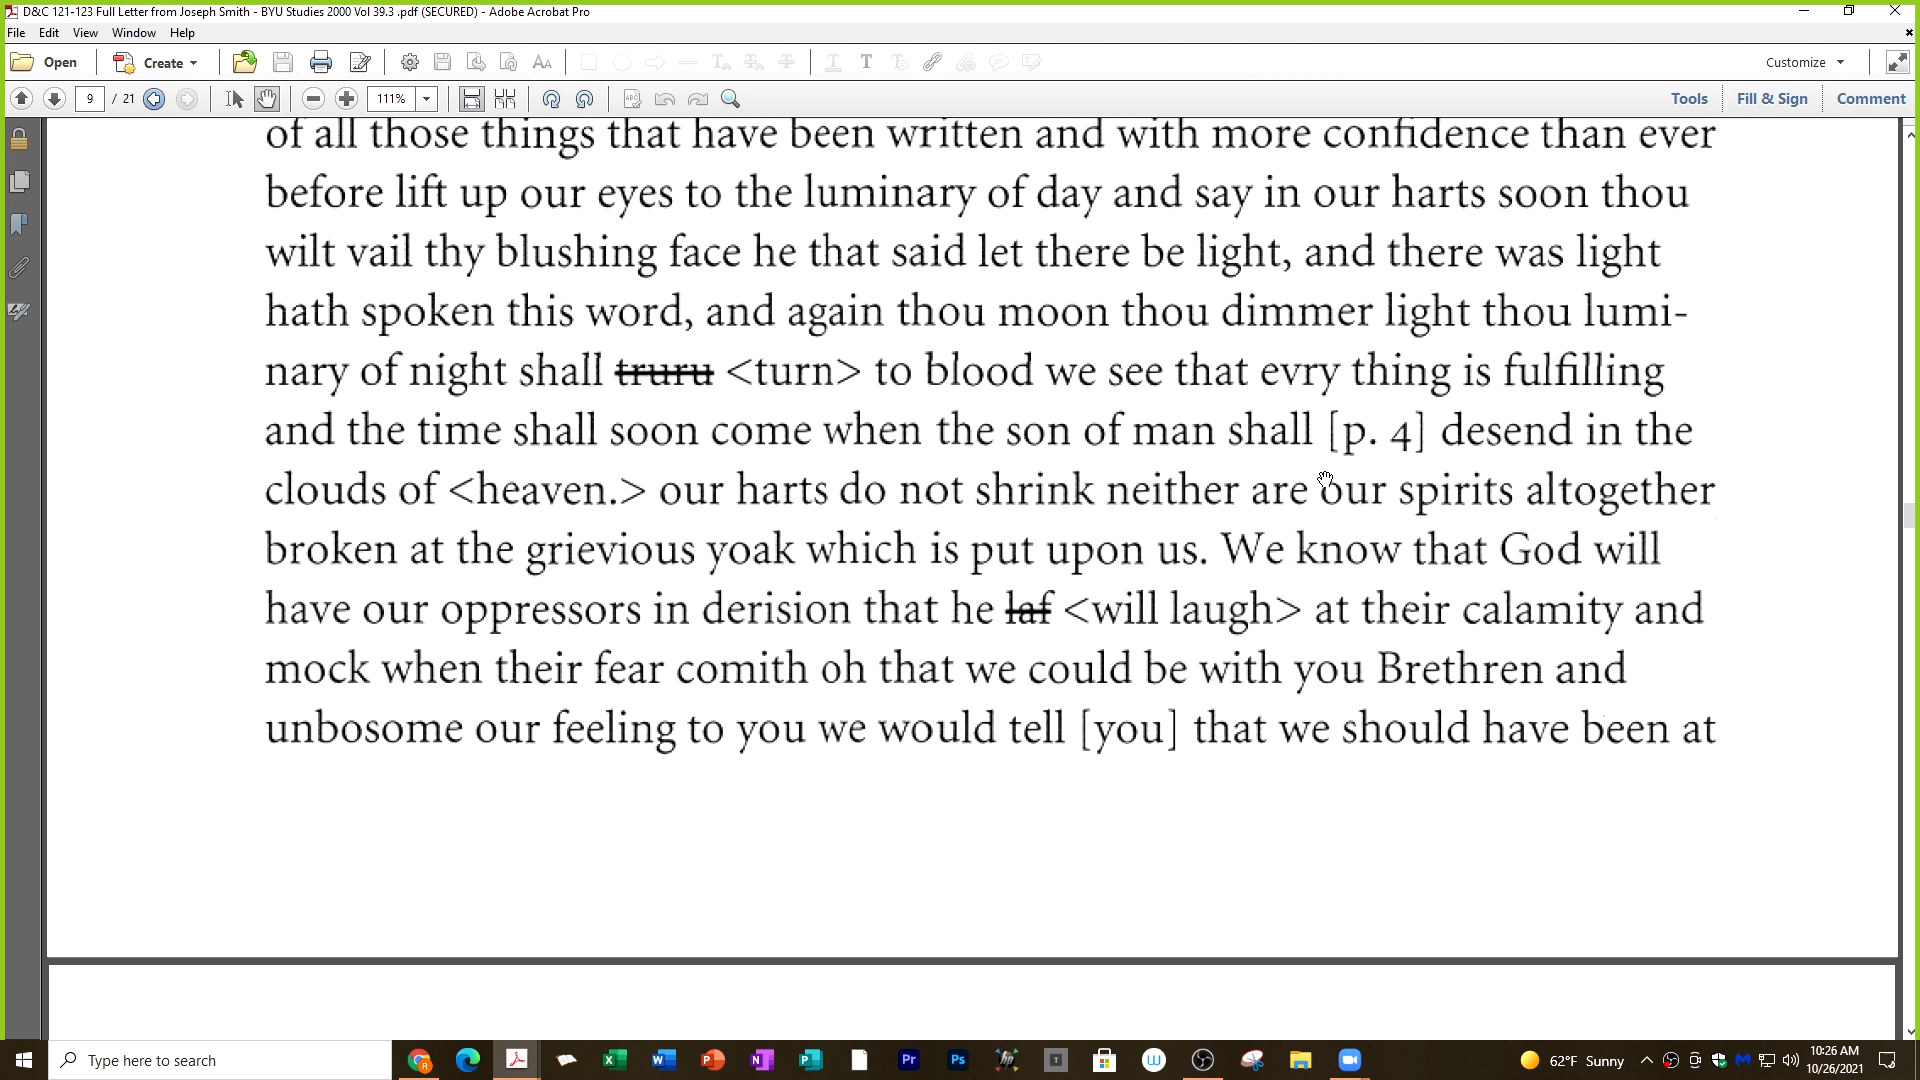 D&C 121-123 Full Letter from Joseph Smith - BYU Studies 2000 Vol 39.3 .pdf (SECURED) - Adobe Acrobat Pro
File Edit View Window Help
Open Create Customize
9 / 21 111% Tools Fill & Sign Comment
of all those things that have been written and with more confidence than ever
before lift up our eyes to the luminary of day and say in our harts soon thou
wilt vail thy blushing face he that said let there be light, and there was light
hath spoken this word, and again thou moon thou dimmer light thou lumi-
nary of night shall truru <turn> to blood we see that evry thing is fulfilling
and the time shall soon come when the son of man shall [p. 4] desend in the
clouds of <heaven.> our harts do not shrink neither are our spirits altogether
broken at the grievious yoak which is put upon us. We know that God will
have our oppressors in derision that he laf <will laugh> at their calamity and
mock when their fear comith oh that we could be with you Brethren and
unbosome our feeling to you we would tell [you] that we should have been at
Type here to search 62°F Sunny 10:26 AM
10/26/2021